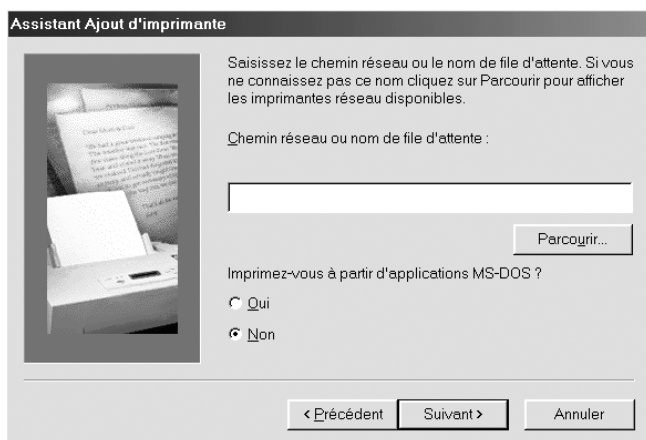 Assistant Ajout d'imprimante
Saisissez le chemin réseau ou le nom de file d'attente. Si vous
ne connaissez pas ce nom cliquez sur Parcourir pour afficher
les imprimantes réseau disponibles.
Chemin réseau ou nom de file d'attente :
Parcourir...
Imprimez-vous à partir d'applications MS-DOS ?
Oui
Non
< Précédent
Suivant >
Annuler